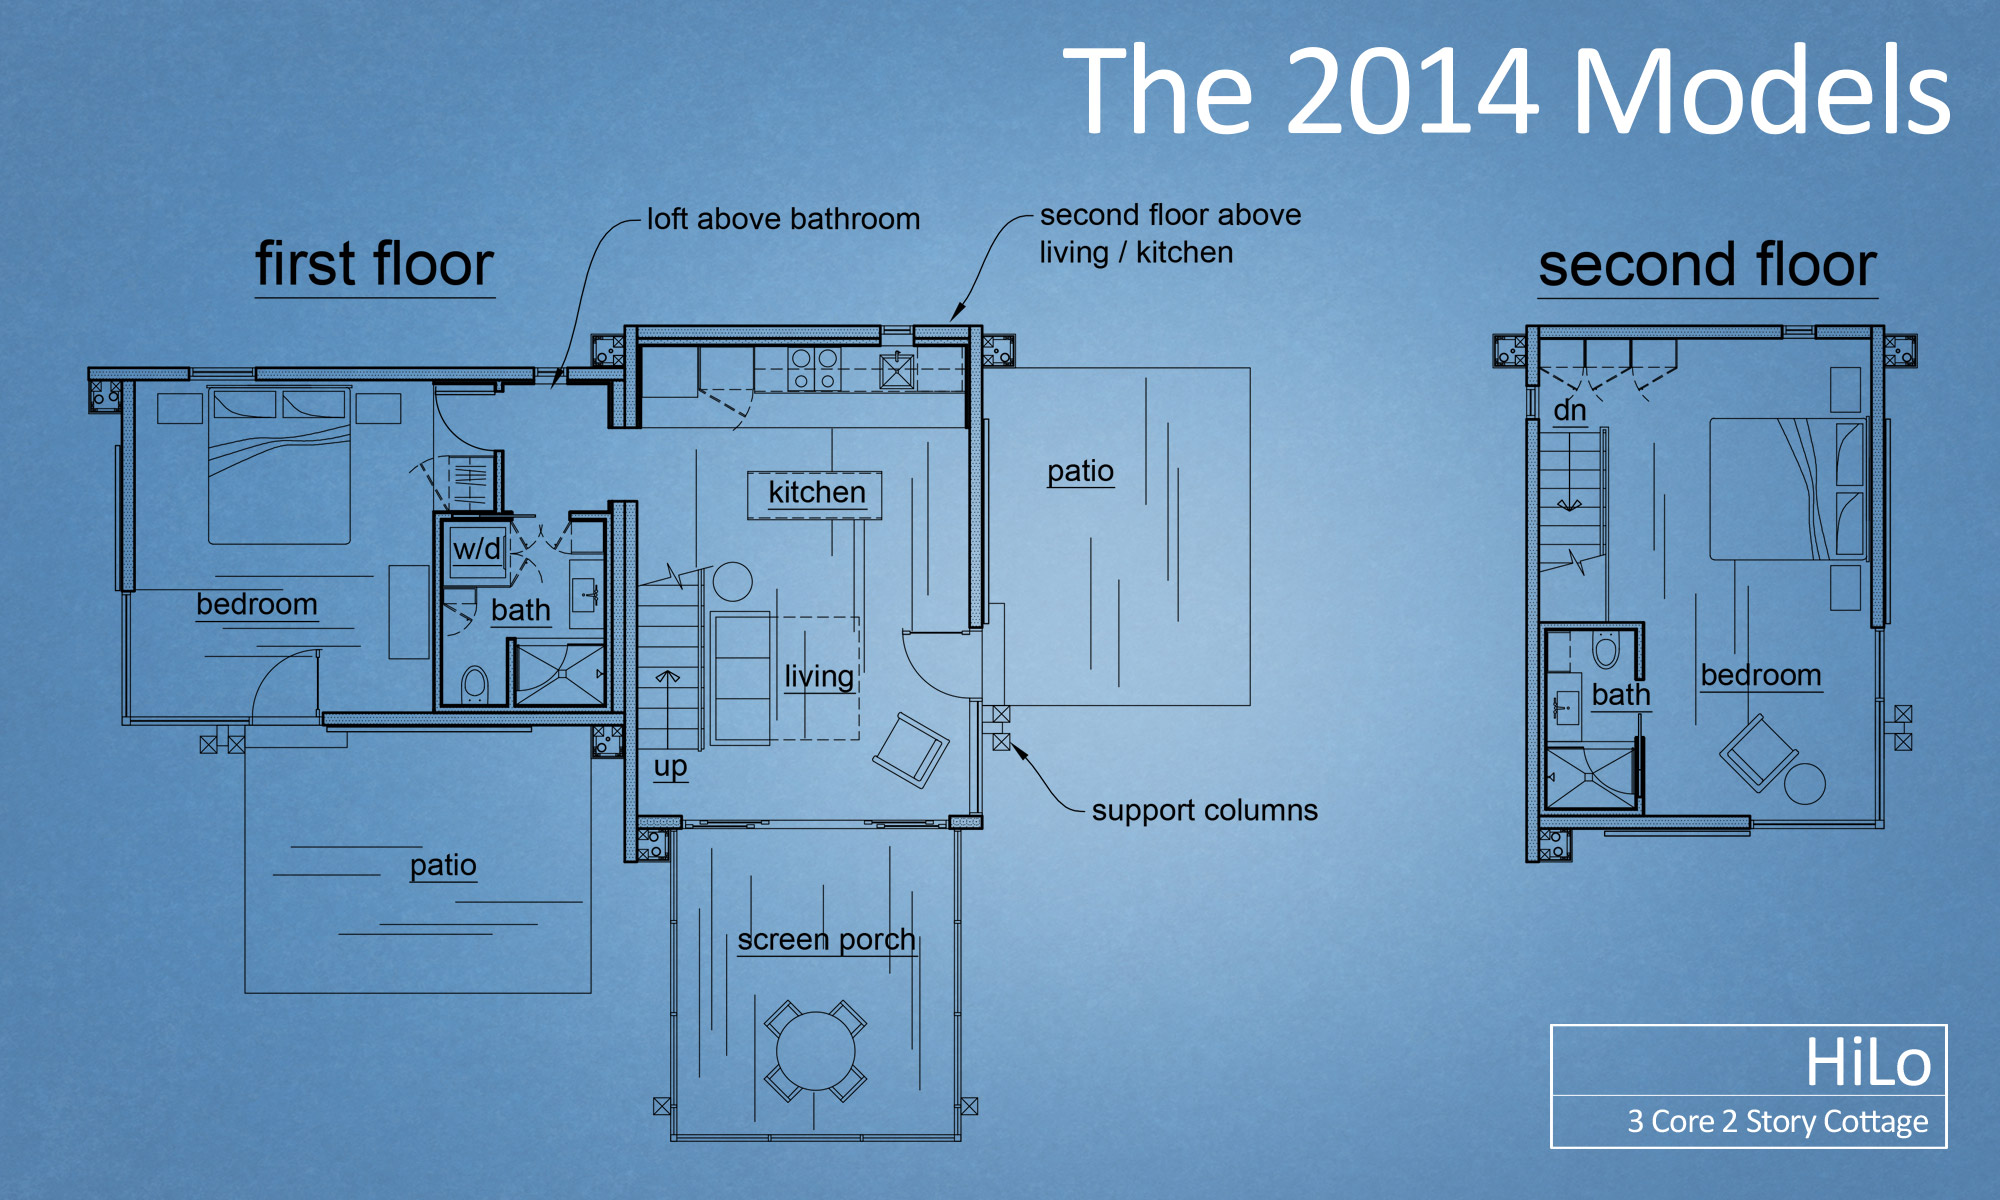 The 2014 Models
loft above bathroom
second floor above
living / kitchen
first floor
second floor
dn
patio
kitchen
w/d
bedroom
bath
living
bedroom
bath
up
support columns
patio
screen porch
HiLo
3 Core 2 Story Cottage